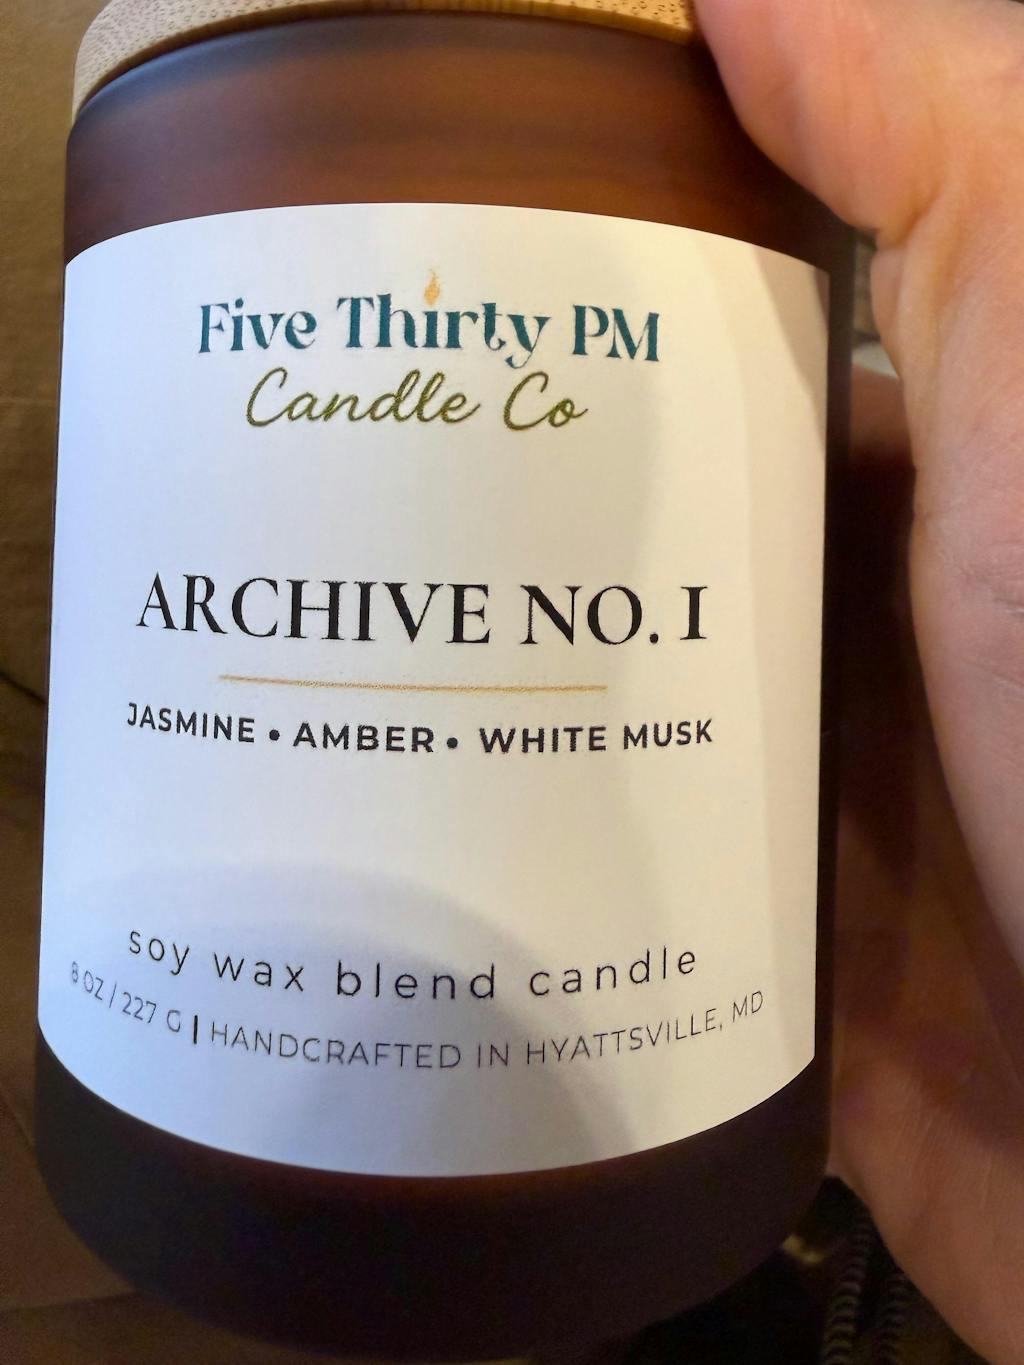 Five Thirty PM
Candle Co
ARCHIVE NO. 1
JASMINE • AMBER • WHITE MUSK
soy wax blend candle
8 OZ | 227 G | HANDCRAFTED IN HYATTSVILLE, MD